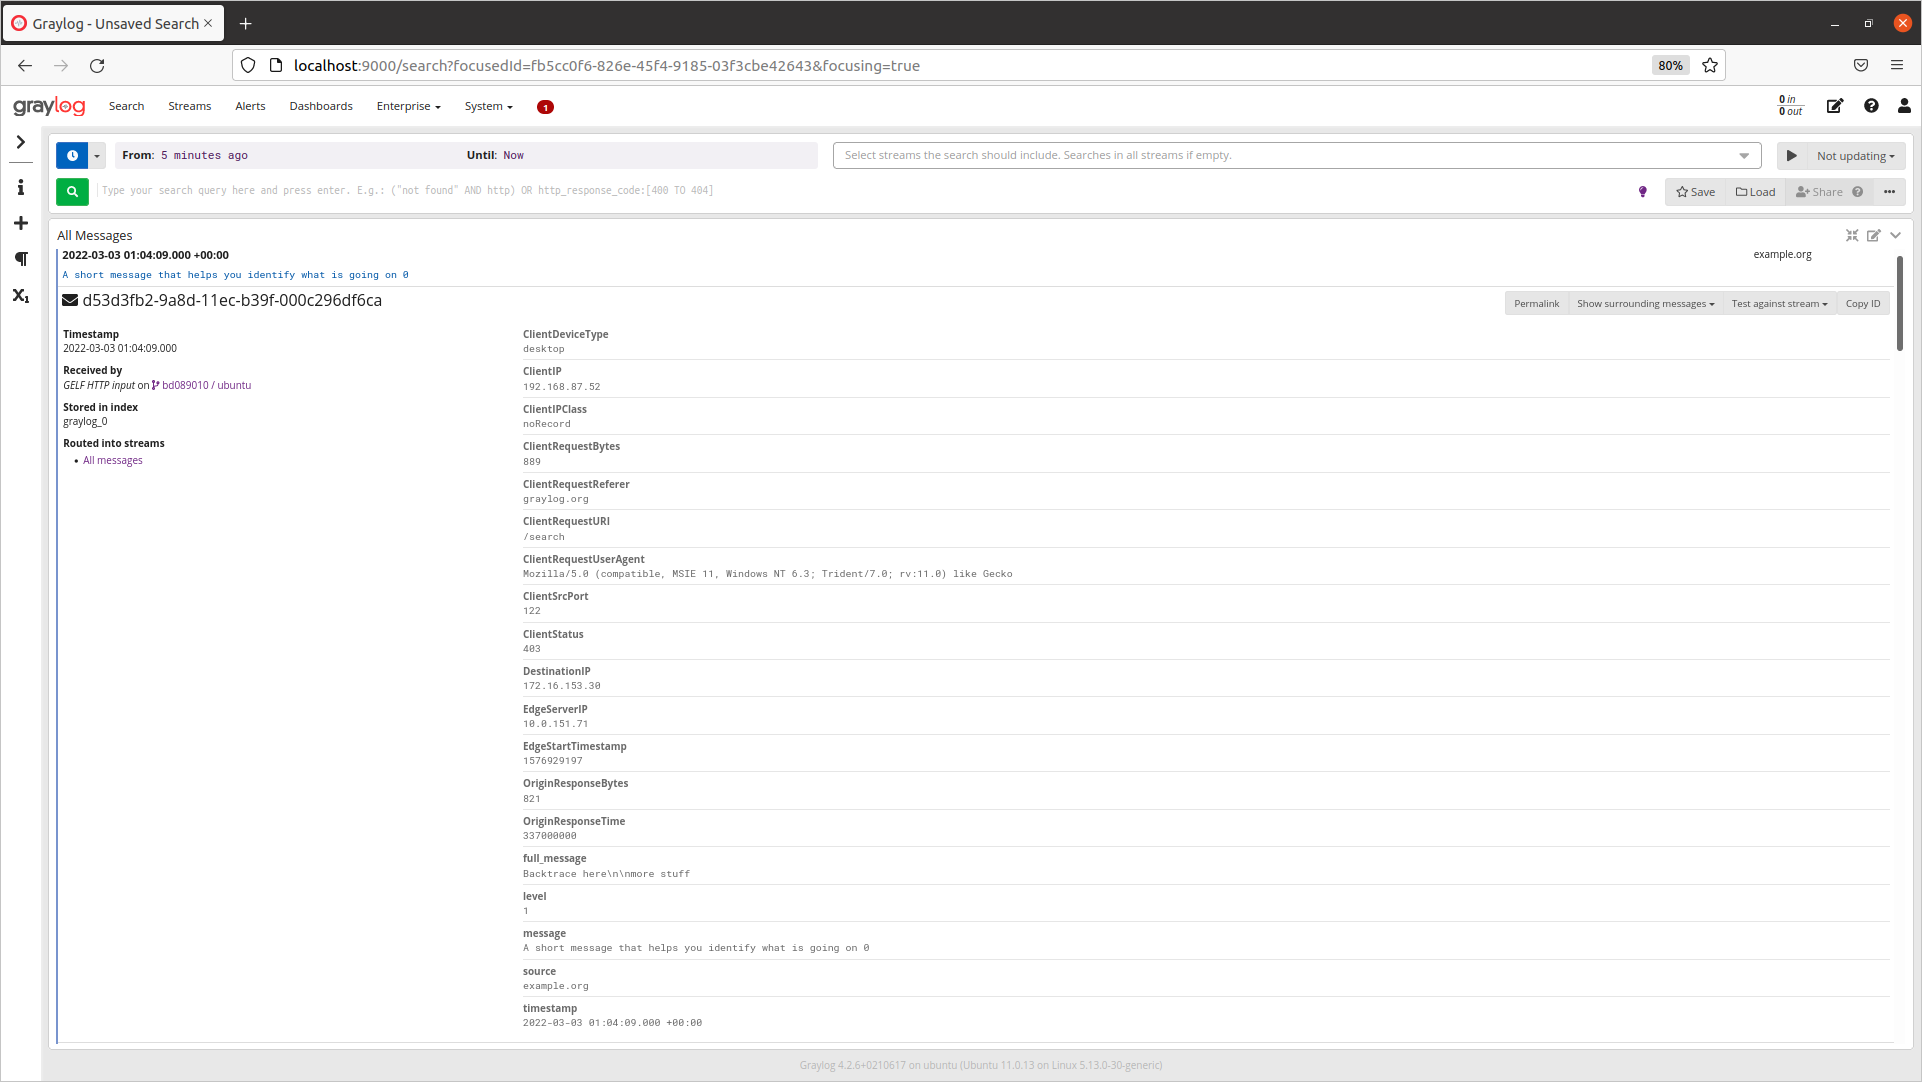 Graylog - Unsaved Search
localhost:9000/search?focusedId=fb5cc0f6-826e-45f4-9185-03f3cbe42643&focusing=true
80%
graylog
Search
Streams
Alerts
Dashboards
Enterprise
System
1
0 in
0 out
From: 5 minutes ago
Until: Now
Select streams the search should include. Searches in all streams if empty.
Not updating
Type your search query here and press enter. E.g.: ("not found" AND http) OR http_response_code:[400 TO 404]
Save
Load
Share
All Messages
2022-03-03 01:04:09.000 +00:00
example.org
A short message that helps you identify what is going on 0
d53d3fb2-9a8d-11ec-b39f-000c296df6ca
Permalink
Show surrounding messages
Test against stream
Copy ID
Timestamp
2022-03-03 01:04:09.000
Received by
GELF HTTP input on bd089010 / ubuntu
Stored in index
graylog_0
Routed into streams
• All messages
ClientDeviceType
desktop
ClientIP
192.168.87.52
ClientIPClass
noRecord
ClientRequestBytes
889
ClientRequestReferer
graylog.org
ClientRequestURI
/search
ClientRequestUserAgent
Mozilla/5.0 (compatible, MSIE 11, Windows NT 6.3; Trident/7.0; rv:11.0) like Gecko
ClientSrcPort
122
ClientStatus
403
DestinationIP
172.16.153.30
EdgeServerIP
10.0.151.71
EdgeStartTimestamp
1576929197
OriginResponseBytes
821
OriginResponseTime
337000000
full_message
Backtrace here\n\nmore stuff
level
1
message
A short message that helps you identify what is going on 0
source
example.org
timestamp
2022-03-03 01:04:09.000 +00:00
Graylog 4.2.6+0210617 on ubuntu (Ubuntu 11.0.13 on Linux 5.13.0-30-generic)